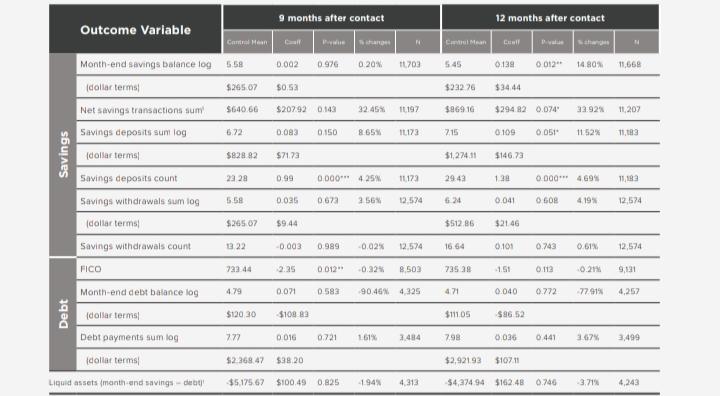 Outcome Variable 9 months after contact 12 months after contact
Control Mean Coeff P-value % changes N Control Mean Coeff P-value % changes N
Savings
Month-end savings balance log 5.58 0.002 0.976 0.20% 11,703 5.45 0.138 0.012** 14.80% 11,668
(dollar terms) $265.07 $0.53 $232.76 $34.44
Net savings transactions sum¹ $640.66 $207.92 0.143 32.45% 11,197 $869.16 $294.82 0.074* 33.92% 11,207
Savings deposits sum log 6.72 0.083 0.150 8.65% 11,173 7.15 0.109 0.051* 11.52% 11,183
(dollar terms) $828.82 $71.73 $1,274.11 $146.73
Savings deposits count 23.28 0.99 0.000*** 4.25% 11,173 29.43 1.38 0.000*** 4.69% 11,183
Savings withdrawals sum log 5.58 0.035 0.673 3.56% 12,574 6.24 0.041 0.608 4.19% 12,574
(dollar terms) $265.07 $9.44 $512.86 $21.46
Savings withdrawals count 13.22 -0.003 0.989 -0.02% 12,574 16.64 0.101 0.743 0.61% 12,574
Debt
FICO 733.44 -2.35 0.012** -0.32% 8,503 735.38 -1.51 0.113 -0.21% 9,131
Month-end debt balance log 4.79 0.071 0.583 -90.46% 4,325 4.71 0.040 0.772 -77.91% 4,257
(dollar terms) $120.30 -$108.83 $111.05 -$86.52
Debt payments sum log 7.77 0.016 0.721 1.61% 3,484 7.98 0.036 0.441 3.67% 3,499
(dollar terms) $2,368.47 $38.20 $2,921.93 $107.11
Liquid assets (month-end savings – debt)¹ -$5,175.67 $100.49 0.825 -1.94% 4,313 -$4,374.94 $162.48 0.746 -3.71% 4,243